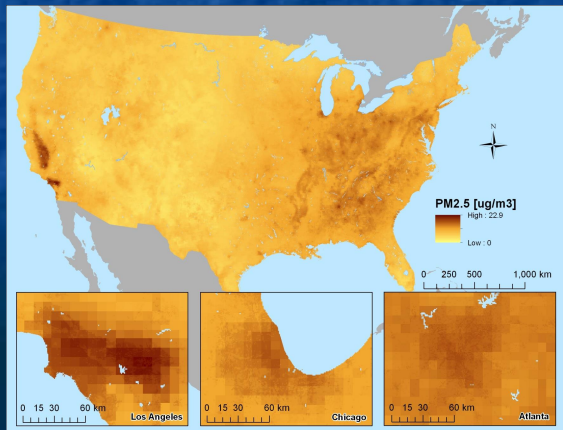 N
PM2.5 [ug/m3]
High : 22.9
Low : 0
0 250 500 1,000 km
0 15 30 60 km
Los Angeles
0 15 30 60 km
Chicago
0 15 30 60 km
Atlanta